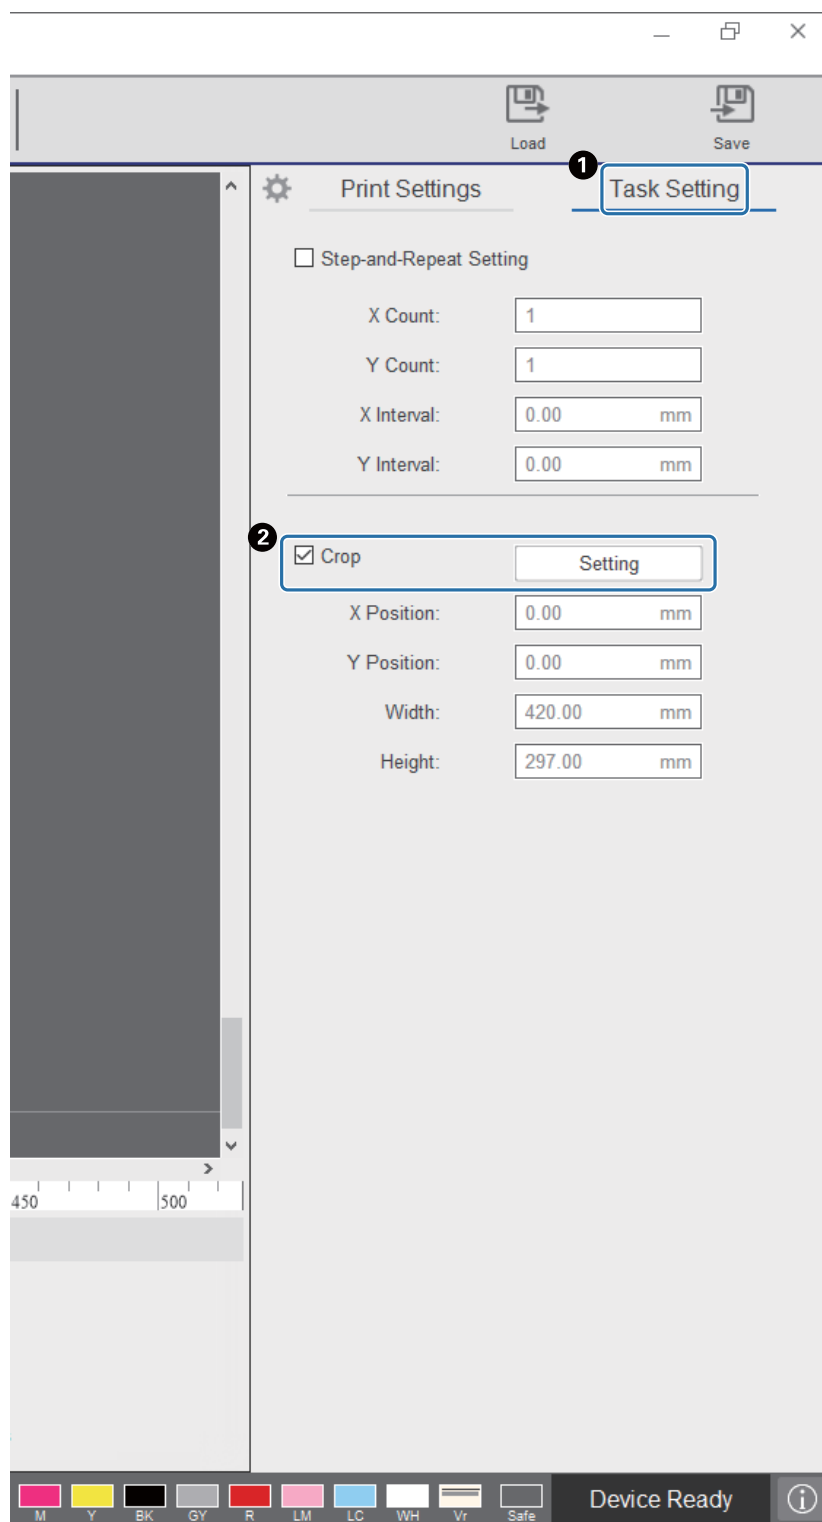 Load
Save
1
Print Settings
Task Setting
Step-and-Repeat Setting
X Count:
1
Y Count:
1
X Interval:
0.00 mm
Y Interval:
0.00 mm
2
Crop
Setting
X Position:
0.00 mm
Y Position:
0.00 mm
Width:
420.00 mm
Height:
297.00 mm
450
500
M
Y
BK
GY
R
LM
LC
WH
Vr
Safe
Device Ready